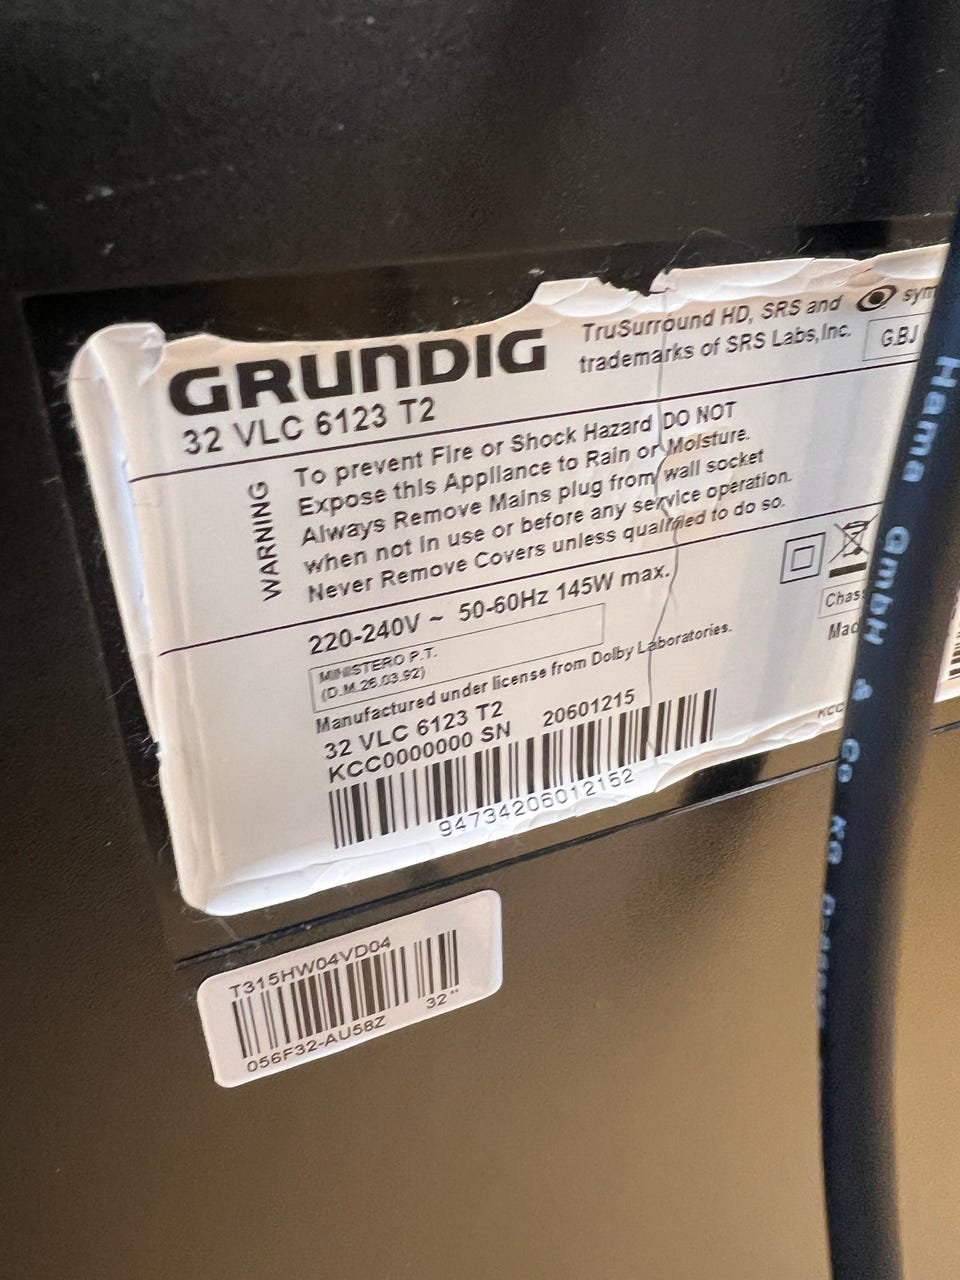 GRUNDIG
32 VLC 6123 T2
TruSurround HD, SRS and
trademarks of SRS Labs, Inc.
GBJ
WARNING
To prevent Fire or Shock Hazard DO NOT
Expose this Appliance to Rain or Moisture.
Always Remove Mains plug from wall socket
when not in use or before any service operation.
Never Remove Covers unless qualified to do so.
220-240V ~ 50-60Hz 145W max.
MINISTERO P.T.
(D.M.26.03.92)
Manufactured under license from Dolby Laboratories.
32 VLC 6123 T2
KCC0000000 SN 20601215
94734206012152
T315HW04VD04
056F32-AU58Z 32"
Hama GmbH & Co KG